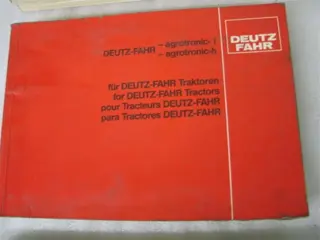 DEUTZ-FAHR – agrotronic- i
– agrotronic-h
DEUTZ
FAHR
für DEUTZ-FAHR Traktoren
for DEUTZ-FAHR Tractors
pour Tracteurs DEUTZ-FAHR
para Tractores DEUTZ-FAHR